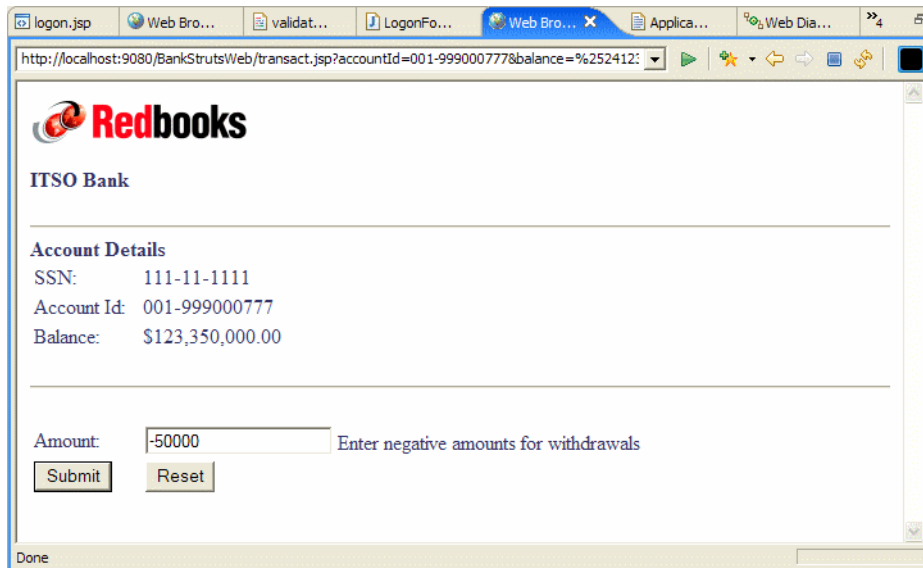 logon.jsp Web Bro... validat... LogonFo... Web Bro... X Applica... Web Dia... »4
http://localhost:9080/BankStrutsWeb/transact.jsp?accountId=001-999000777&balance=%252412:
Redbooks
ITSO Bank
Account Details
SSN: 111-11-1111
Account Id: 001-999000777
Balance: $123,350,000.00
Amount: -50000 Enter negative amounts for withdrawals
Submit Reset
Done